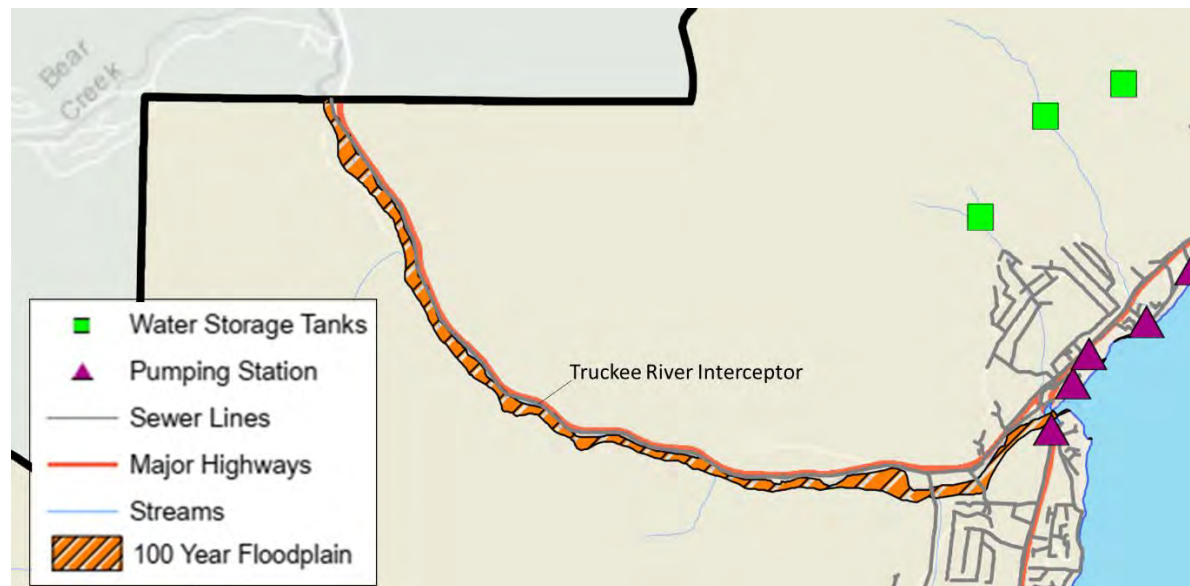 Bear
Creek
Truckee River Interceptor
Water Storage Tanks
Pumping Station
Sewer Lines
Major Highways
Streams
100 Year Floodplain